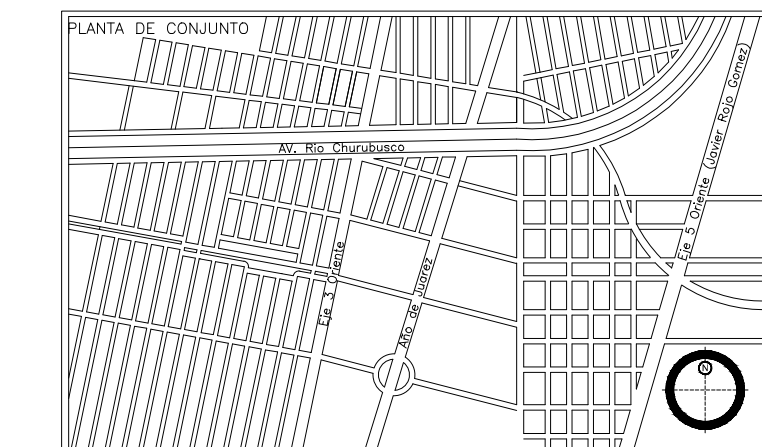 PLANTA DE CONJUNTO
AV. Rio Churubusco
Eje 3 Oriente
Año de Juarez
Eje 5 Oriente (Javier Rojo Gomez)
N